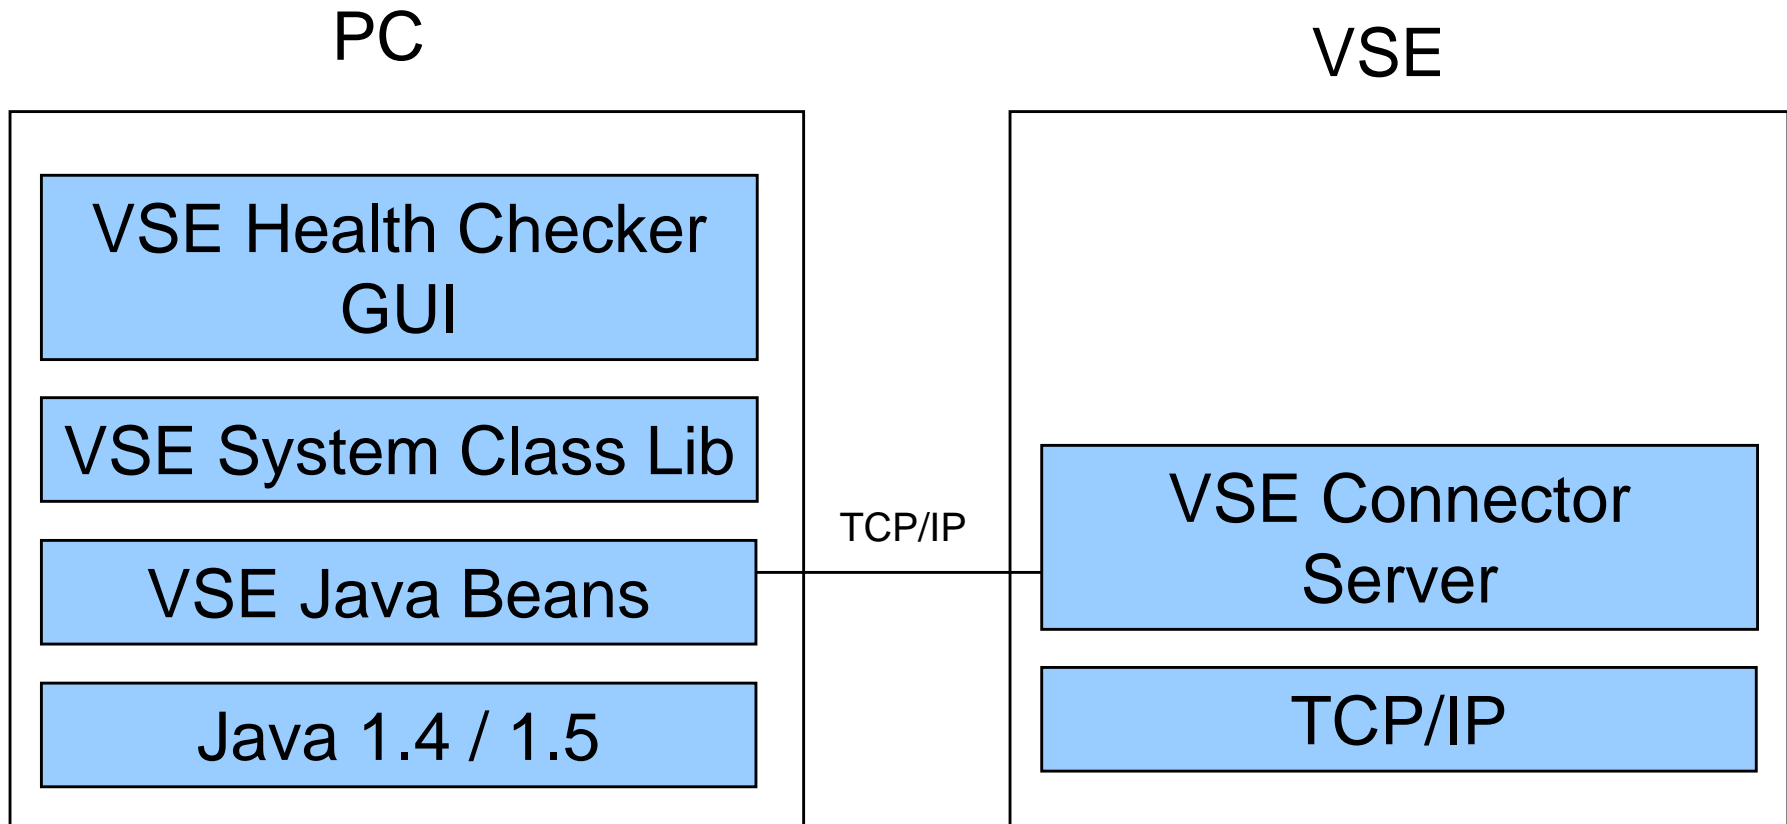 PC
VSE
VSE Health Checker
GUI
VSE System Class Lib
VSE Java Beans
Java 1.4 / 1.5
TCP/IP
VSE Connector
Server
TCP/IP